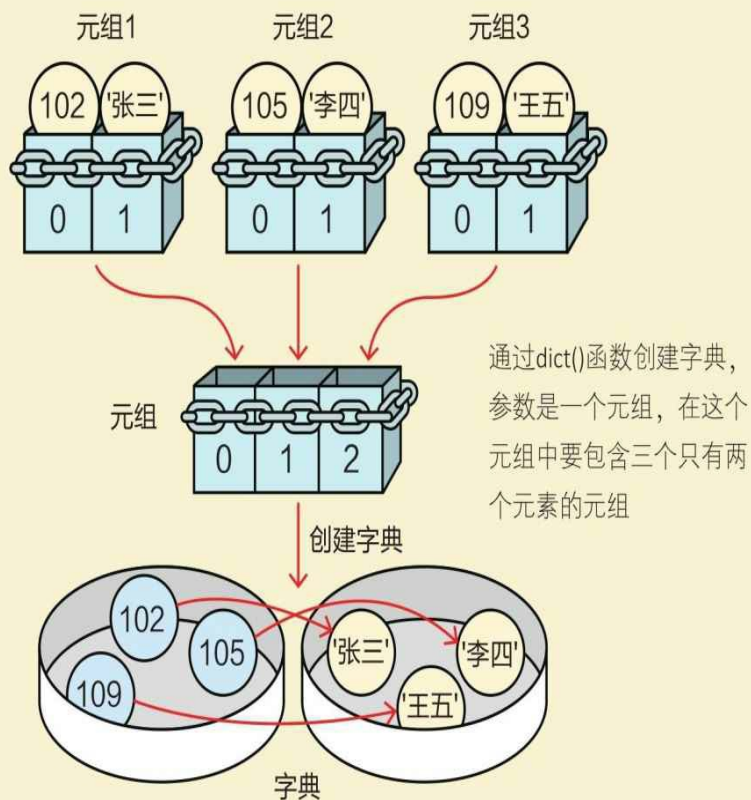 元组1 元组2 元组3
102 '张三' 105 '李四' 109 '王五'
0 1 0 1 0 1
通过dict()函数创建字典，
参数是一个元组，在这个
元组中要包含三个只有两
个元素的元组
元组
0 1 2
创建字典
102 105 109
'张三' '李四' '王五'
字典